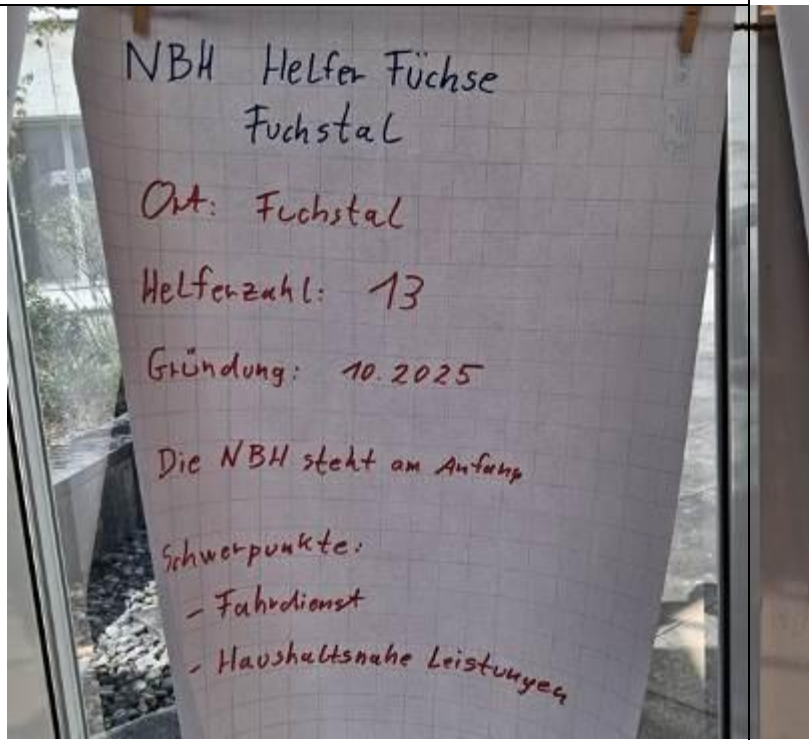 NBH Helfer Füchse
Fuchstal
Ort: Fuchstal
Helferzahl: 13
Gründung: 10.2025
Die NBH steht am Anfang
Schwerpunkte:
- Fahrdienst
- Haushaltsnahe Leistungen